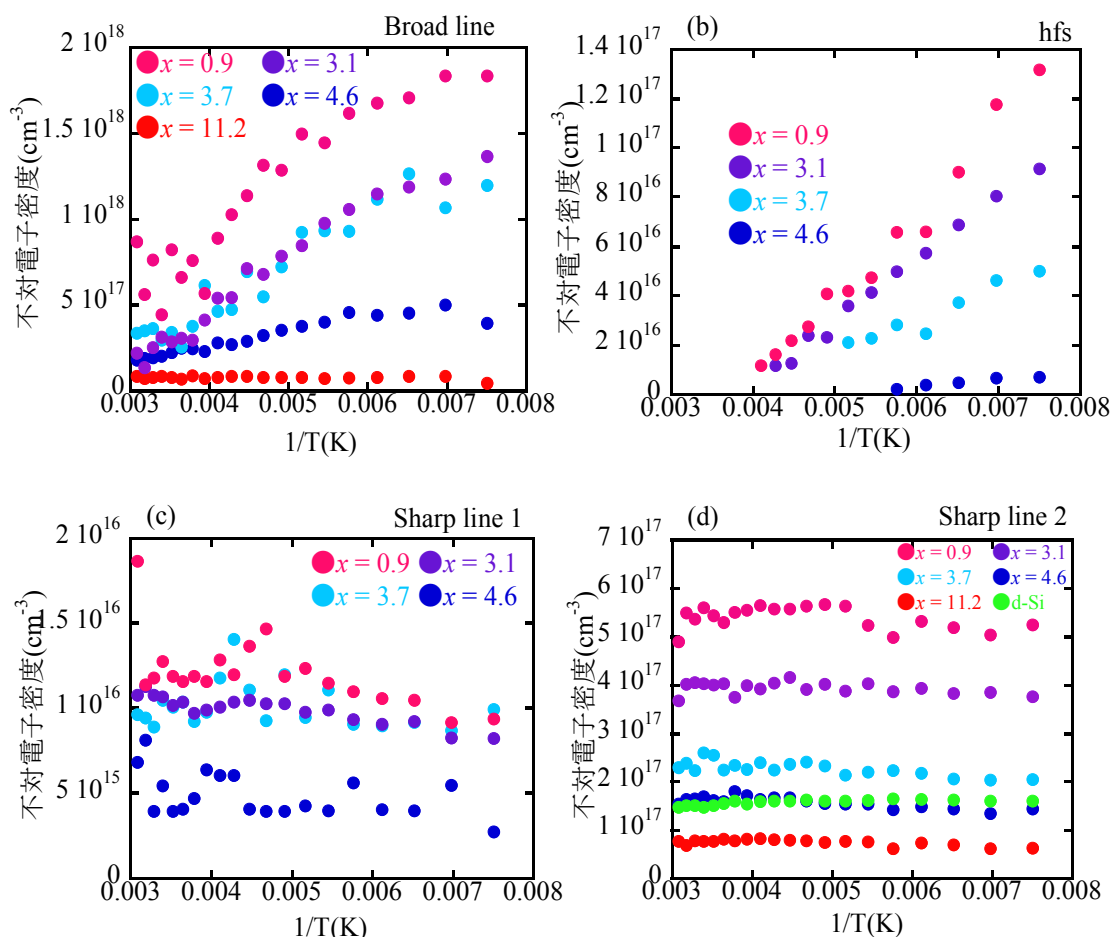 Broad line
2 10^18
1.5 10^18
1 10^18
5 10^17
0
不対電子密度(cm^-3)
x = 0.9
x = 3.1
x = 3.7
x = 4.6
x = 11.2
0.003 0.004 0.005 0.006 0.007 0.008
1/T(K)
(b)
hfs
1.4 10^17
1.2 10^17
1 10^17
8 10^16
6 10^16
4 10^16
2 10^16
0
不対電子密度(cm^-3)
x = 0.9
x = 3.1
x = 3.7
x = 4.6
0.003 0.004 0.005 0.006 0.007 0.008
1/T(K)
(c)
Sharp line 1
2 10^16
1.5 10^16
1 10^16
5 10^15
0
不対電子密度(cm^-3)
x = 0.9
x = 3.1
x = 3.7
x = 4.6
0.003 0.004 0.005 0.006 0.007 0.008
1/T(K)
(d)
Sharp line 2
7 10^17
6 10^17
5 10^17
4 10^17
3 10^17
2 10^17
1 10^17
0
不対電子密度(cm^-3)
x = 0.9
x = 3.1
x = 3.7
x = 4.6
x = 11.2
d-Si
0.003 0.004 0.005 0.006 0.007 0.008
1/T(K)